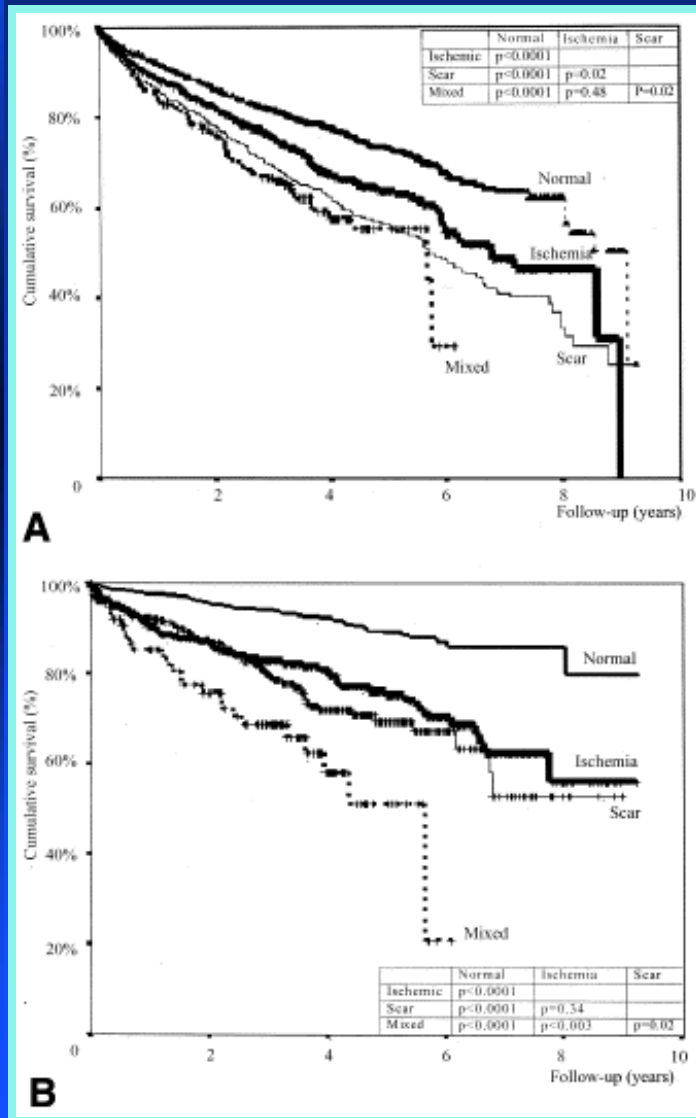 100%
Normal Ischemia Scar
Ischemic p<0.0001
Scar p<0.0001 p=0.02
Mixed p<0.0001 p=0.48 P=0.02
80%
Cumulative survival (%)
Normal
60%
Ischemia
40%
Scar
Mixed
20%
0
2 4 6 8 10
Follow-up (years)
A
100%
Normal
80%
Cumulative survival (%)
60%
Ischemia
Scar
40%
20%
Mixed
Normal Ischemia Scar
Ischemic p<0.0001
Scar p<0.0001 p=0.34
Mixed p<0.0001 p<0.003 p=0.02
0
2 4 6 8 10
Follow-up (years)
B